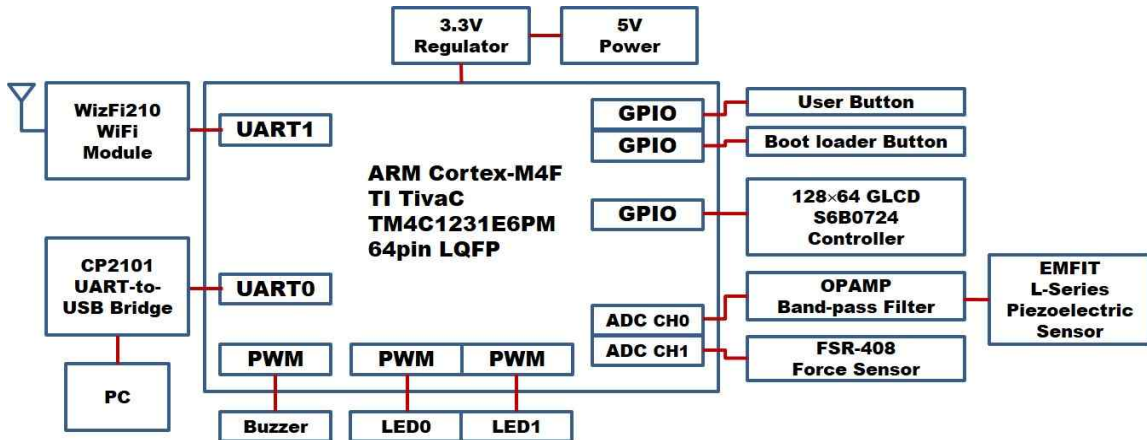 3.3V
Regulator
5V
Power
WizFi210
WiFi
Module
UART1
GPIO
User Button
GPIO
Boot loader Button
ARM Cortex-M4F
TI TivaC
TM4C1231E6PM
64pin LQFP
GPIO
128×64 GLCD
S6B0724
Controller
CP2101
UART-to-
USB Bridge
UART0
ADC CH0
OPAMP
Band-pass Filter
EMFIT
L-Series
Piezoelectric
Sensor
ADC CH1
FSR-408
Force Sensor
PWM
PWM
PWM
PC
Buzzer
LED0
LED1